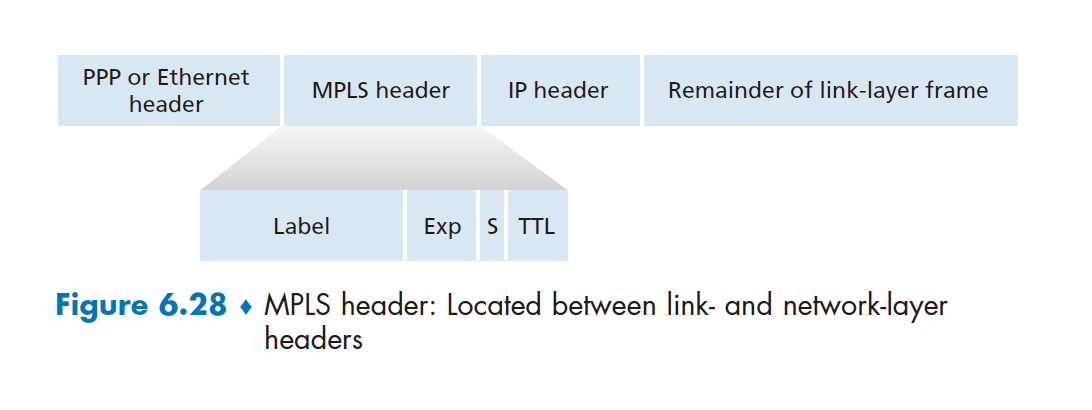 PPP or Ethernet
header
MPLS header
IP header
Remainder of link-layer frame
Label
Exp
S
TTL
Figure 6.28 ♦ MPLS header: Located between link- and network-layer
headers